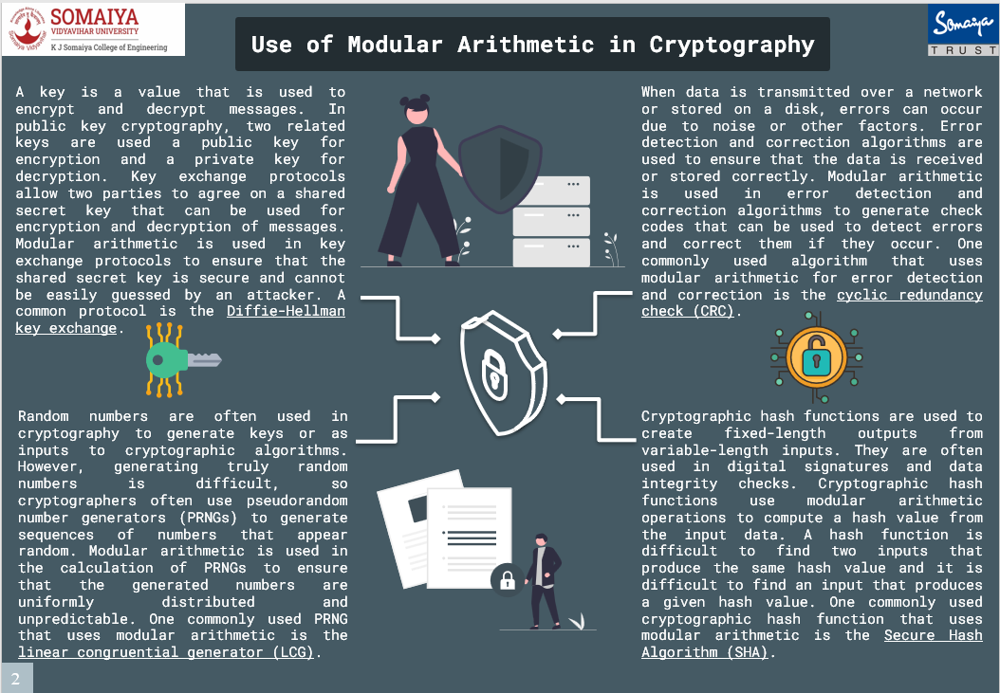 SOMAIYA
VIDYAVIHAR UNIVERSITY
K J Somaiya College of Engineering
Use of Modular Arithmetic in Cryptography
Somaiya
TRUST
A key is a value that is used to
encrypt and decrypt messages. In
public key cryptography, two related
keys are used a public key for
encryption and a private key for
decryption. Key exchange protocols
allow two parties to agree on a shared
secret key that can be used for
encryption and decryption of messages.
Modular arithmetic is used in key
exchange protocols to ensure that the
shared secret key is secure and cannot
be easily guessed by an attacker. A
common protocol is the Diffie-Hellman
key exchange.
Random numbers are often used in
cryptography to generate keys or as
inputs to cryptographic algorithms.
However, generating truly random
numbers is difficult, so
cryptographers often use pseudorandom
number generators (PRNGs) to generate
sequences of numbers that appear
random. Modular arithmetic is used in
the calculation of PRNGs to ensure
that the generated numbers are
uniformly distributed and
unpredictable. One commonly used PRNG
that uses modular arithmetic is the
linear congruential generator (LCG).
When data is transmitted over a network
or stored on a disk, errors can occur
due to noise or other factors. Error
detection and correction algorithms are
used to ensure that the data is received
or stored correctly. Modular arithmetic
is used in error detection and
correction algorithms to generate check
codes that can be used to detect errors
and correct them if they occur. One
commonly used algorithm that uses
modular arithmetic for error detection
and correction is the cyclic redundancy
check (CRC).
Cryptographic hash functions are used to
create fixed-length outputs from
variable-length inputs. They are often
used in digital signatures and data
integrity checks. Cryptographic hash
functions use modular arithmetic
operations to compute a hash value from
the input data. A hash function is
difficult to find two inputs that
produce the same hash value and it is
difficult to find an input that produces
a given hash value. One commonly used
cryptographic hash function that uses
modular arithmetic is the Secure Hash
Algorithm (SHA).
2